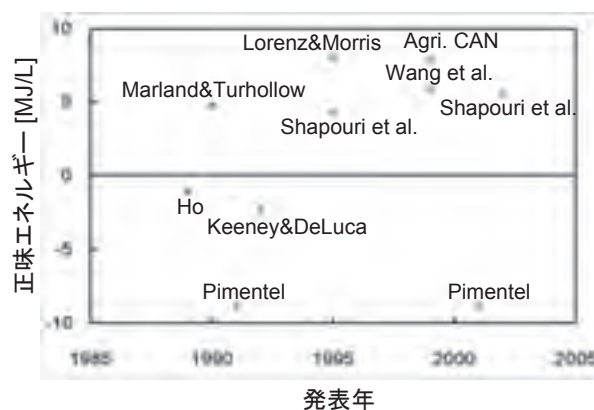 10
Lorenz&Morris
Agri. CAN
Wang et al.
Marland&Turhollow
5
Shapouri et al.
Shapouri et al.
正味エネルギー [MJ/L]
0
Ho
Keeney&DeLuca
-5
Pimentel
Pimentel
-10
1985 1990 1995 2000 2005
発表年